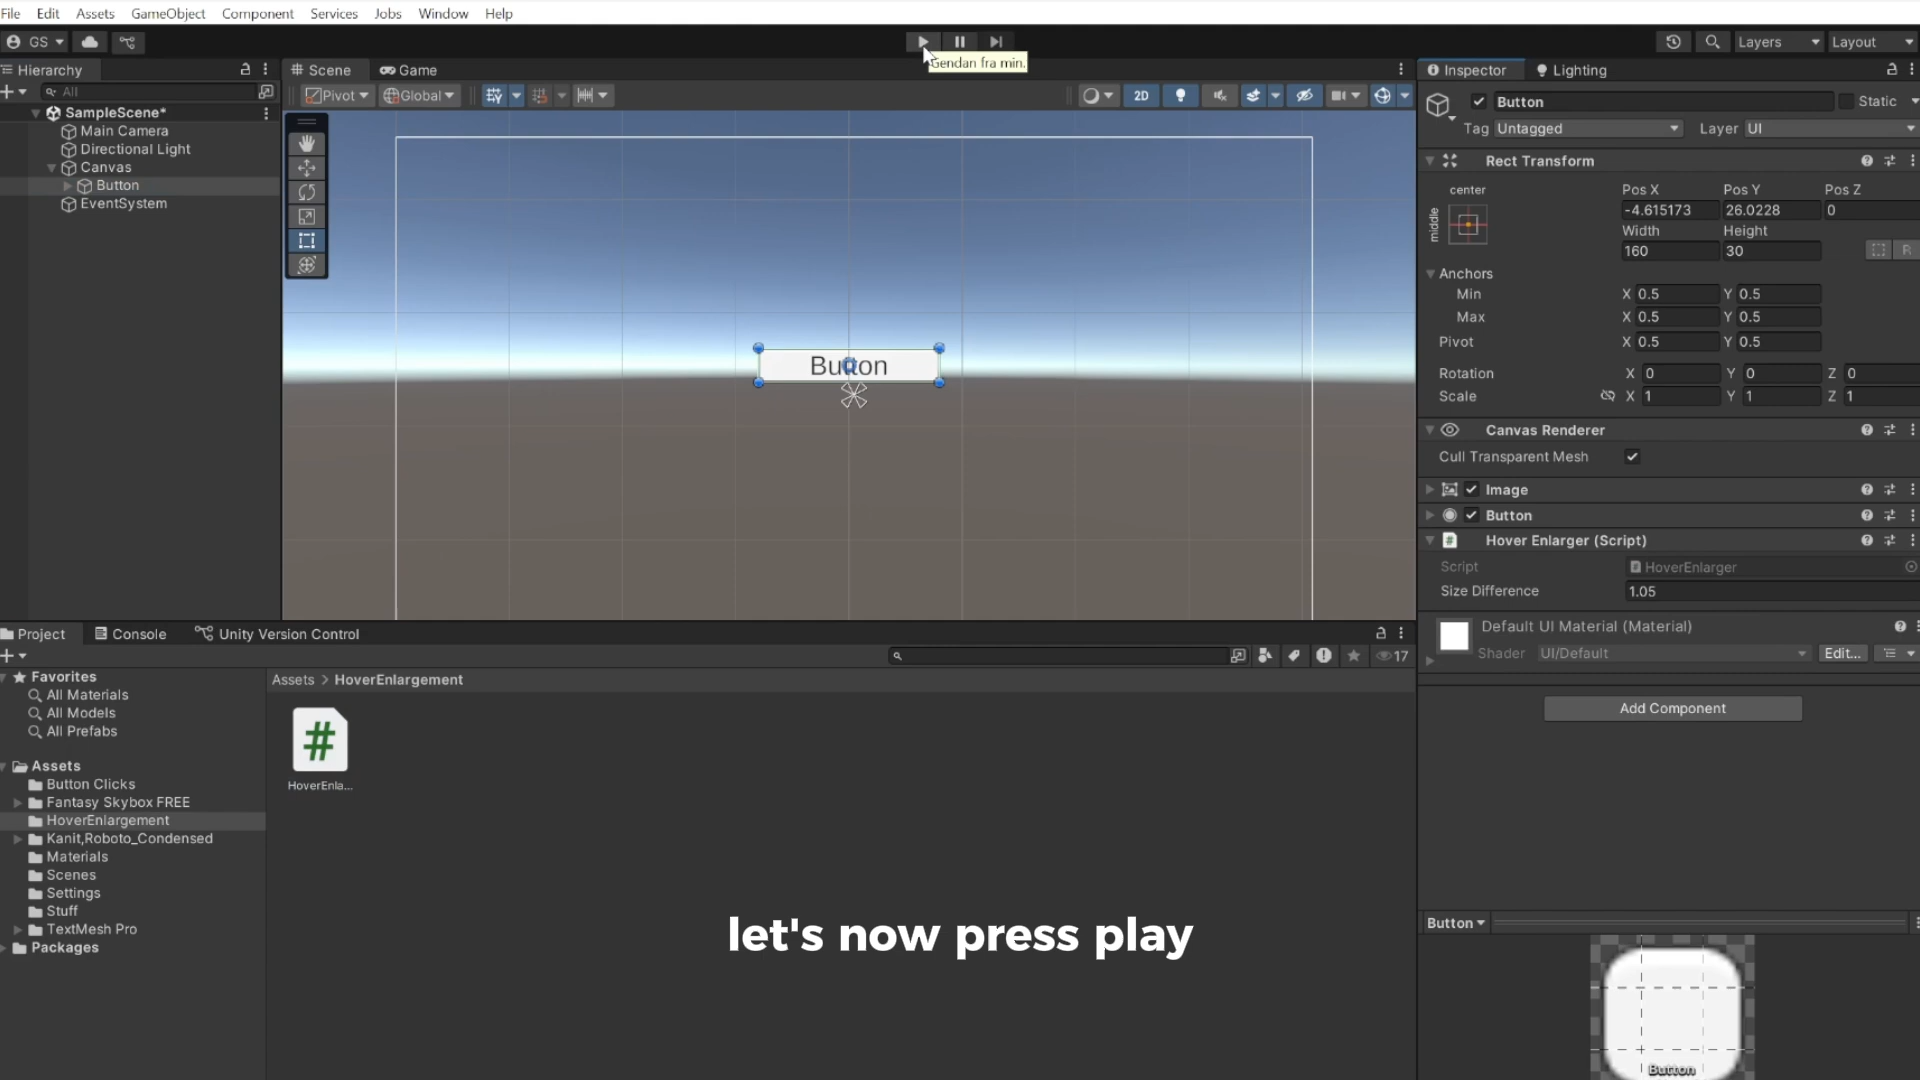 File Edit Assets GameObject Component Services Jobs Window Help
GS Layers Layout
Gendan fra min.
Hierarchy
All
SampleScene*
Main Camera
Directional Light
Canvas
Button
EventSystem
Scene Game
Pivot Global 2D
Button
Inspector Lighting
Button Static
Tag Untagged Layer UI
Rect Transform
center
middle
Pos X Pos Y Pos Z
-4.615173 26.0228 0
Width Height
160 30 R
Anchors
Min X 0.5 Y 0.5
Max X 0.5 Y 0.5
Pivot X 0.5 Y 0.5
Rotation X 0 Y 0 Z 0
Scale X 1 Y 1 Z 1
Canvas Renderer
Cull Transparent Mesh
Image
Button
# Hover Enlarger (Script)
Script HoverEnlarger
Size Difference 1.05
Default UI Material (Material)
Shader UI/Default Edit...
Add Component
Button
Button
Project Console Unity Version Control
17
Favorites
All Materials
All Models
All Prefabs
Assets
Button Clicks
Fantasy Skybox FREE
HoverEnlargement
Kanit,Roboto_Condensed
Materials
Scenes
Settings
Stuff
TextMesh Pro
Packages
Assets > HoverEnlargement
#
HoverEnla...
let's now press play